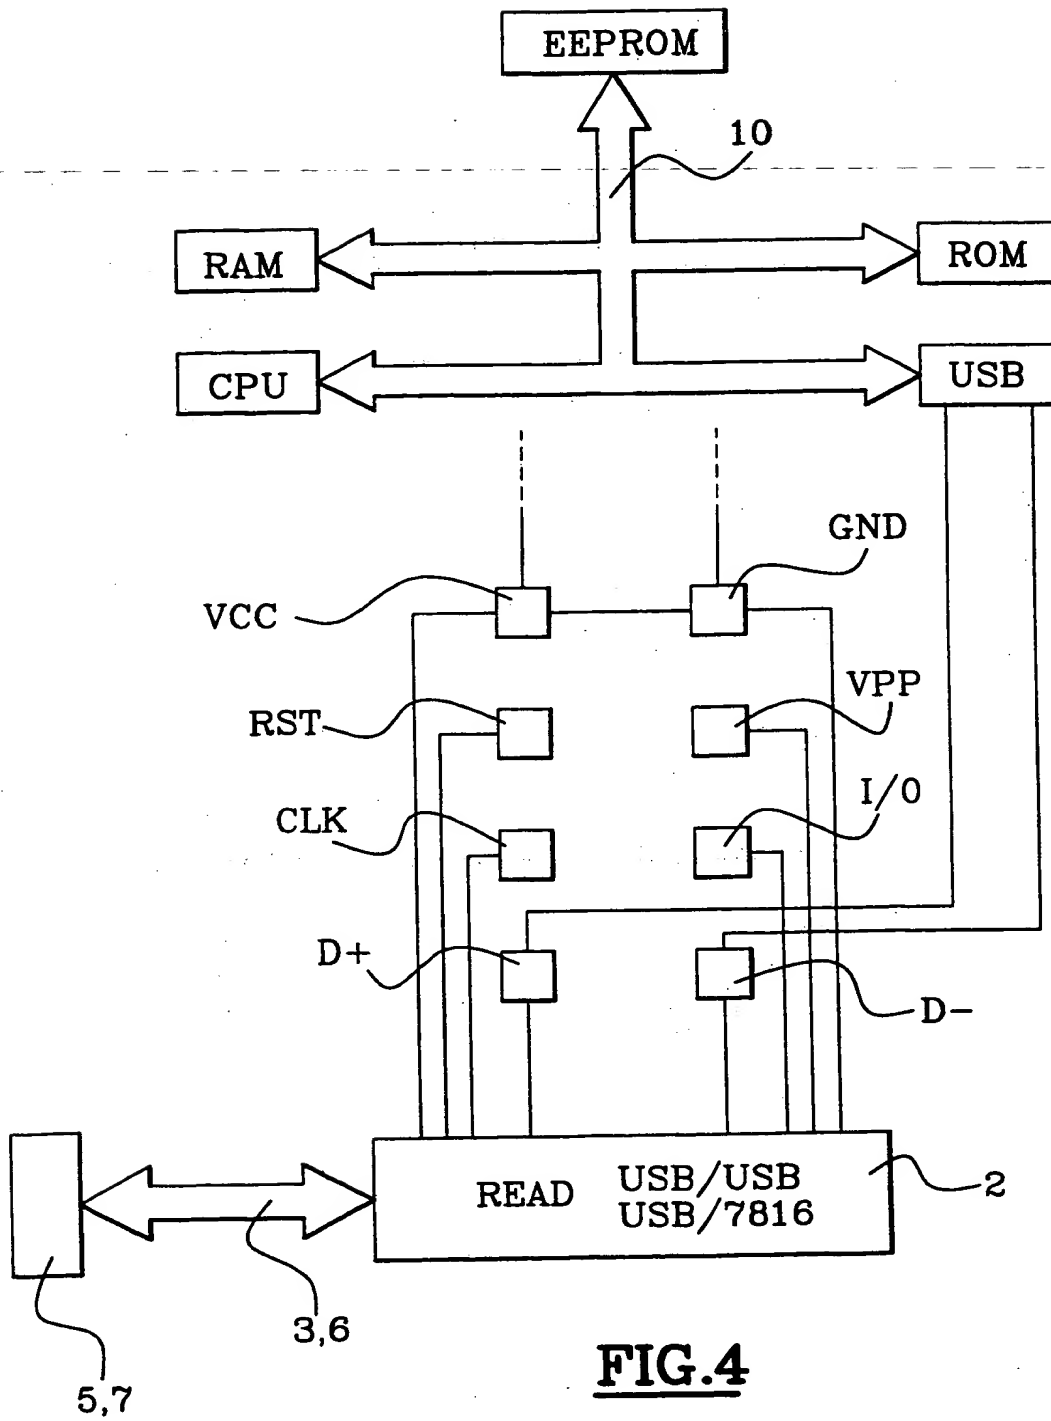 EEPROM
10
RAM
ROM
CPU
USB
GND
VCC
VPP
RST
I/O
CLK
D+
D-
READ USB/USB
USB/7816
2
3,6
5,7
FIG.4